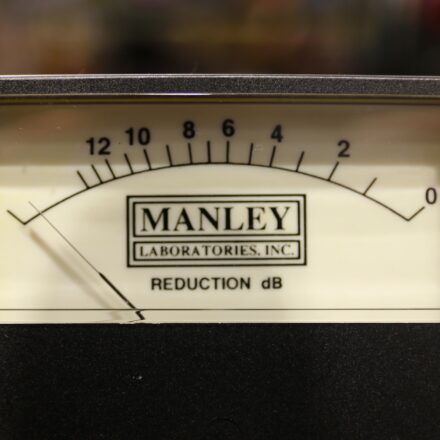 12 10 8 6 4 2 0
MANLEY
LABORATORIES, INC.
REDUCTION dB